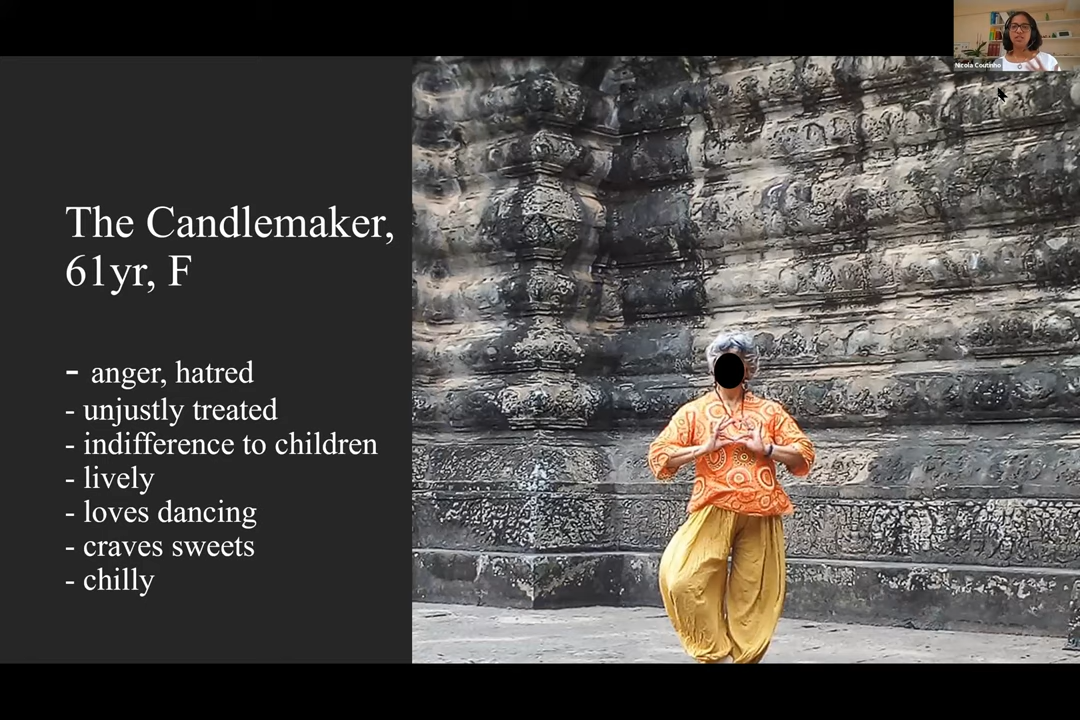 Nicola Coutinho
The Candlemaker,
61yr, F
- anger, hatred
- unjustly treated
- indifference to children
- lively
- loves dancing
- craves sweets
- chilly